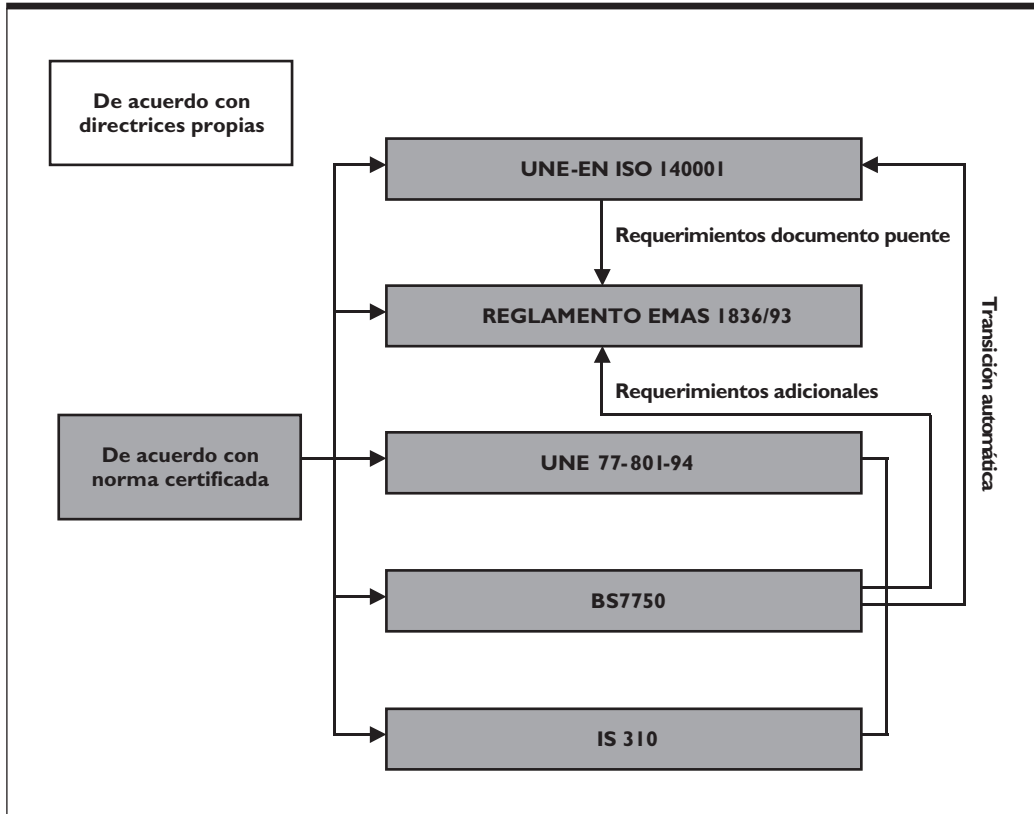 De acuerdo con
directrices propias
UNE-EN ISO 140001
Requerimientos documento puente
REGLAMENTO EMAS 1836/93
Requerimientos adicionales
Transición automática
De acuerdo con
norma certificada
UNE 77-801-94
BS7750
IS 310